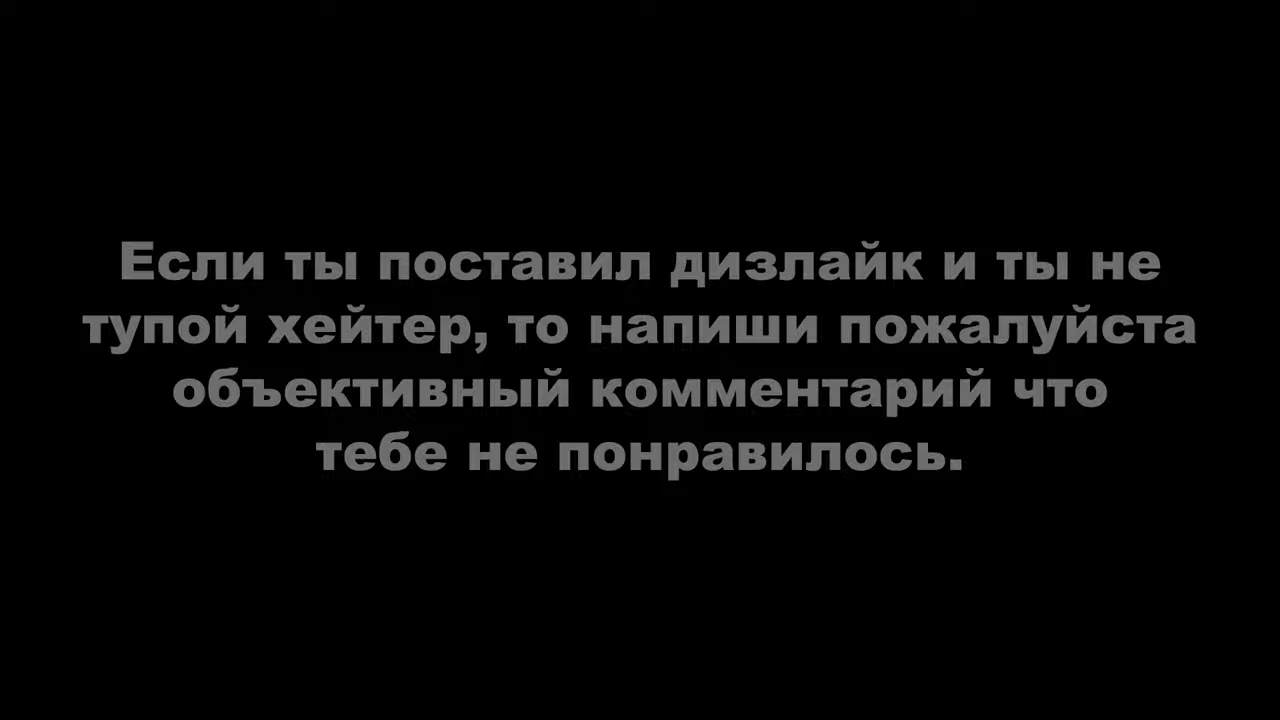 Если ты поставил дизлайк и ты не
тупой хейтер, то напиши пожалуйста
объективный комментарий что
тебе не понравилось.